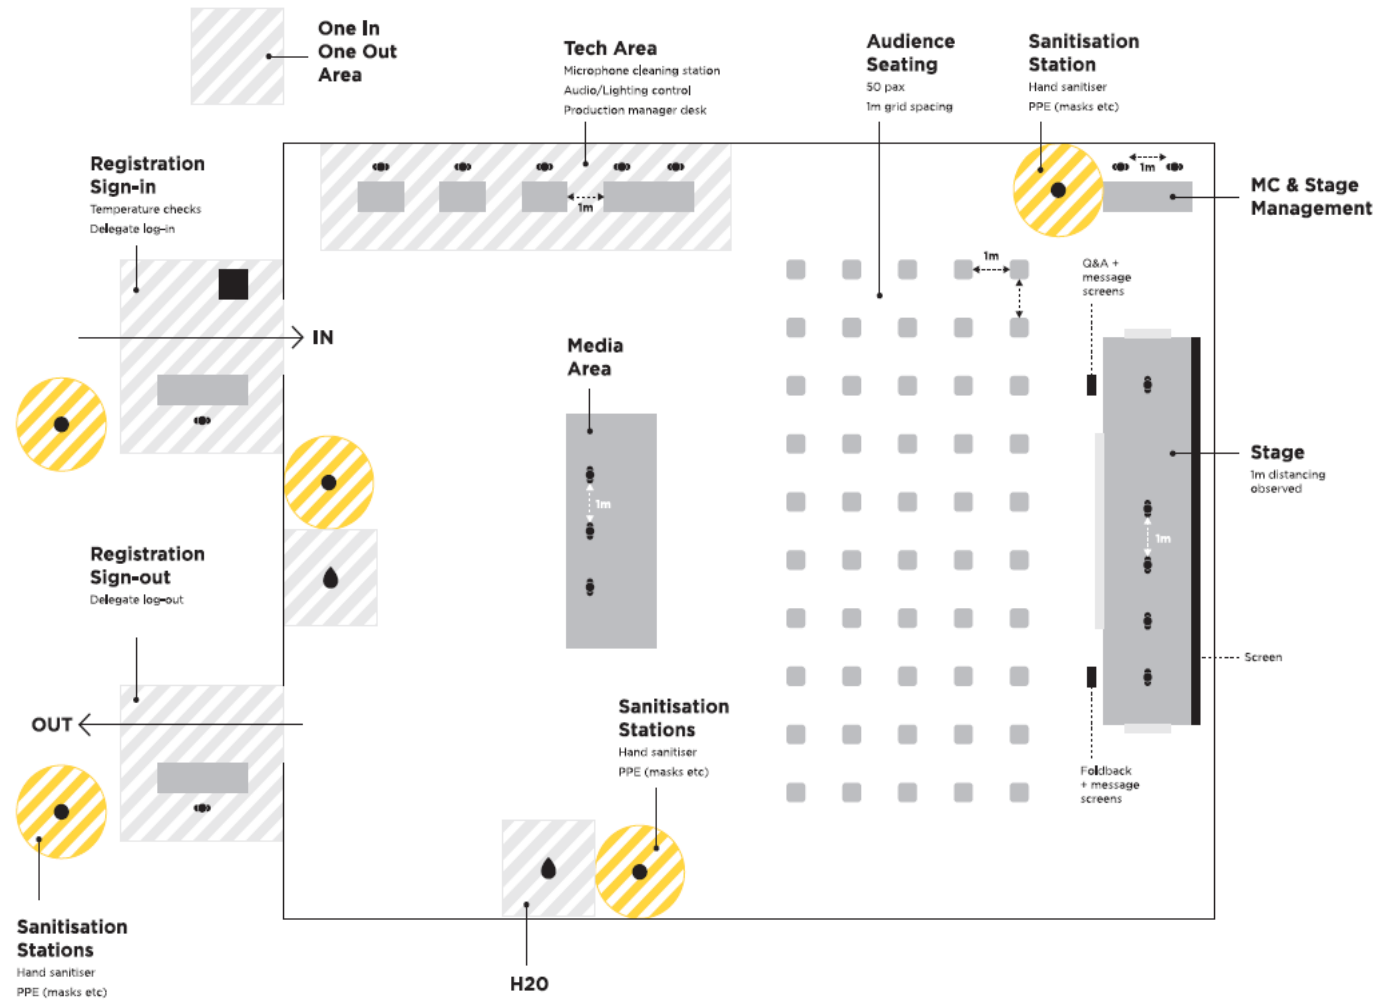 One In
One Out
Area
Tech Area
Microphone cleaning station
Audio/Lighting control
Production manager desk
Audience
Seating
50 pax
1m grid spacing
Sanitisation
Station
Hand sanitiser
PPE (masks etc)
Registration
Sign-in
Temperature checks
Delegate log-in
1m
1m
MC & Stage
Management
1m
Q&A +
message
screens
IN
Media
Area
1m
Stage
1m distancing
observed
1m
Registration
Sign-out
Delegate log-out
Screen
OUT
Sanitisation
Stations
Hand sanitiser
PPE (masks etc)
Foldback
+ message
screens
Sanitisation
Stations
Hand sanitiser
PPE (masks etc)
H20